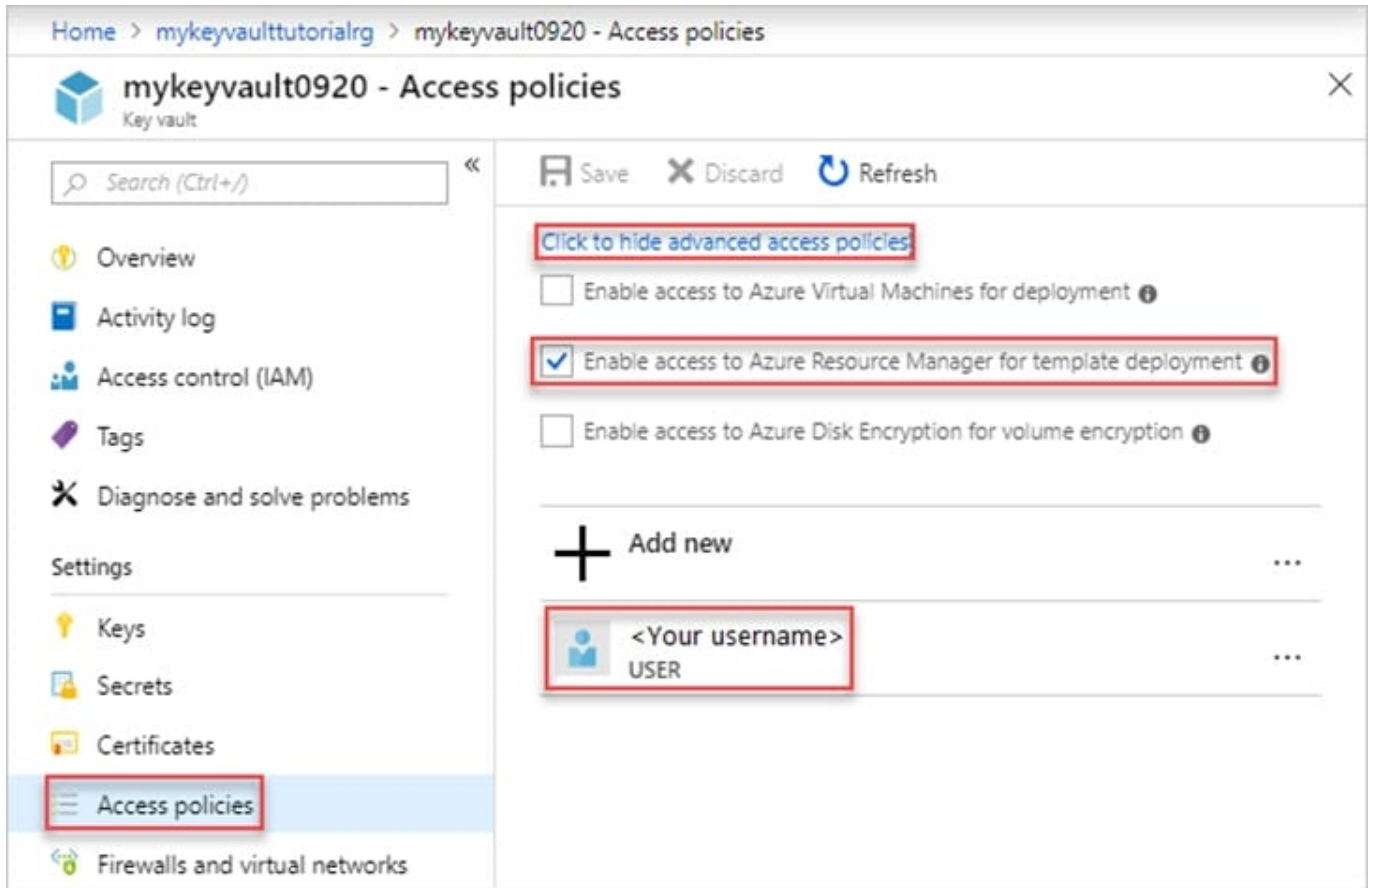 Home > mykeyvaulttutorialrg > mykeyvault0920 - Access policies
mykeyvault0920 - Access policies
Key vault
Search (Ctrl+/)
Overview
Activity log
Access control (IAM)
Tags
Diagnose and solve problems
Settings
Keys
Secrets
Certificates
Access policies
Firewalls and virtual networks
Save Discard Refresh
Click to hide advanced access policies
Enable access to Azure Virtual Machines for deployment
Enable access to Azure Resource Manager for template deployment
Enable access to Azure Disk Encryption for volume encryption
Add new
...
<Your username>
USER
...